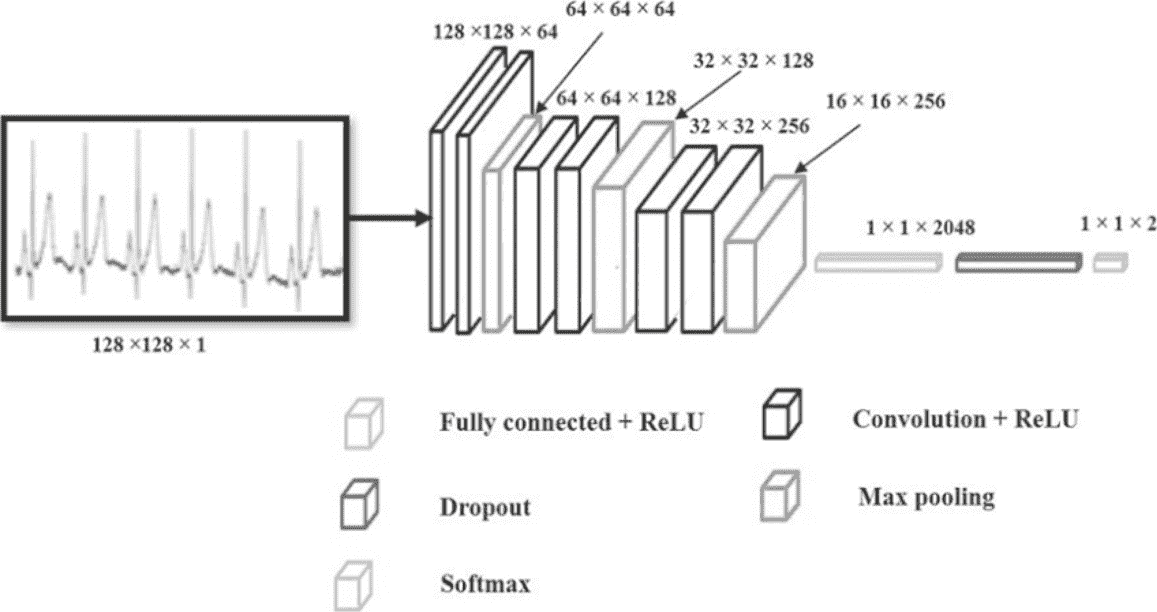 64 × 64 × 64
128 ×128 × 64
32 × 32 × 128
64 × 64 × 128
16 × 16 × 256
32 × 32 × 256
1 × 1 × 2048
1 × 1 × 2
128 ×128 × 1
Fully connected + ReLU
Convolution + ReLU
Dropout
Max pooling
Softmax